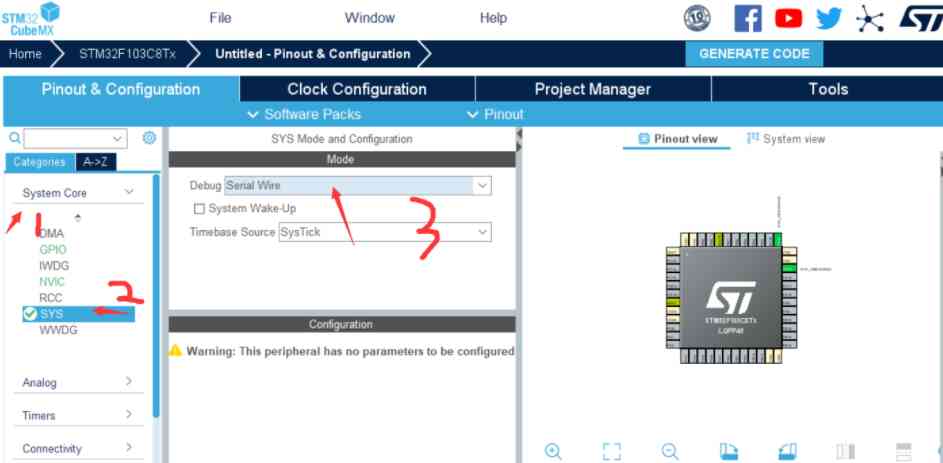 STM32
CubeMX
File
Window
Help
10
Home
STM32F103C8Tx
Untitled - Pinout & Configuration
GENERATE CODE
Pinout & Configuration
Clock Configuration
Project Manager
Tools
Software Packs
Pinout
SYS Mode and Configuration
Pinout view
System view
Categories
A->Z
Mode
System Core
Debug Serial Wire
System Wake-Up
Timebase Source SysTick
1
3
DMA
GPIO
IWDG
NVIC
RCC
2
SYS
WWDG
Configuration
Warning: This peripheral has no parameters to be configured
Analog
Timers
Connectivity
STM32F103C8Tx
LQFP48